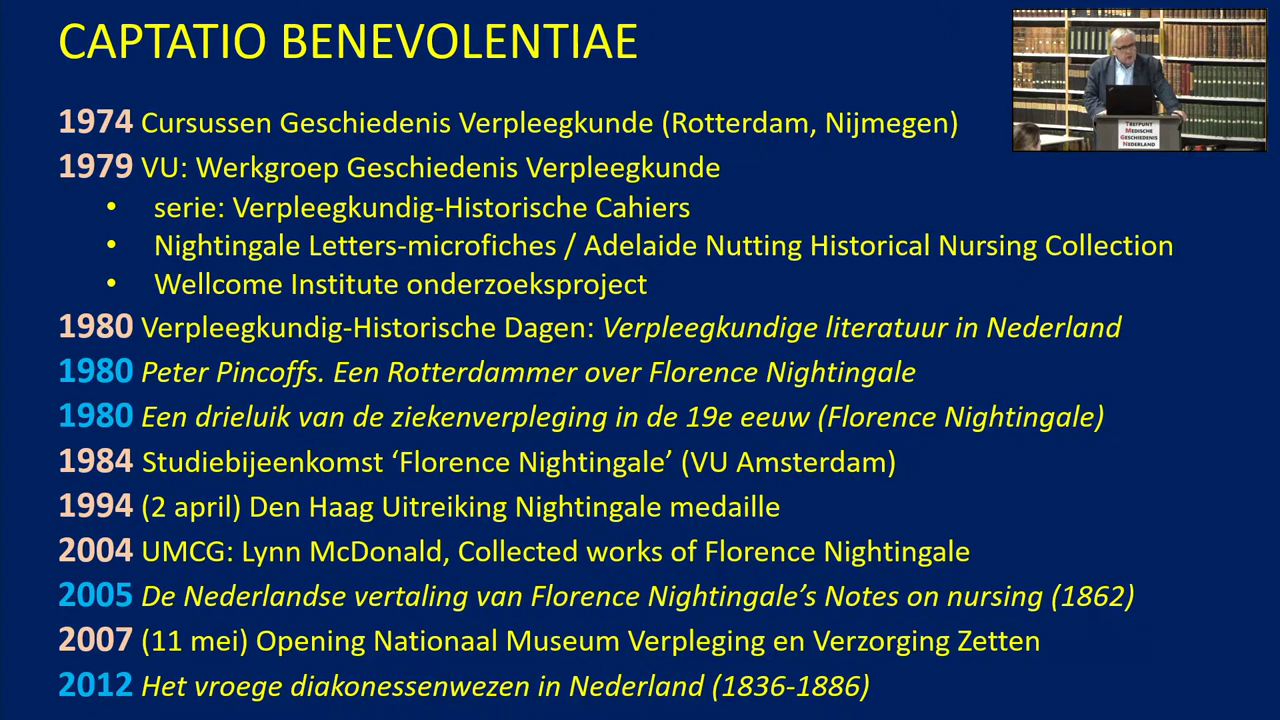 CAPTATIO BENEVOLENTIAE
1974 Cursussen Geschiedenis Verpleegkunde (Rotterdam, Nijmegen)
1979 VU: Werkgroep Geschiedenis Verpleegkunde
• serie: Verpleegkundig-Historische Cahiers
• Nightingale Letters-microfiches / Adelaide Nutting Historical Nursing Collection
• Wellcome Institute onderzoeksproject
1980 Verpleegkundig-Historische Dagen: Verpleegkundige literatuur in Nederland
1980 Peter Pincoffs. Een Rotterdammer over Florence Nightingale
1980 Een drieluik van de ziekenverpleging in de 19e eeuw (Florence Nightingale)
1984 Studiebijeenkomst ‘Florence Nightingale’ (VU Amsterdam)
1994 (2 april) Den Haag Uitreiking Nightingale medaille
2004 UMCG: Lynn McDonald, Collected works of Florence Nightingale
2005 De Nederlandse vertaling van Florence Nightingale’s Notes on nursing (1862)
2007 (11 mei) Opening Nationaal Museum Verpleging en Verzorging Zetten
2012 Het vroege diakonessenwezen in Nederland (1836-1886)
TREFPUNT
MEDISCHE
GESCHIEDENIS
NEDERLAND